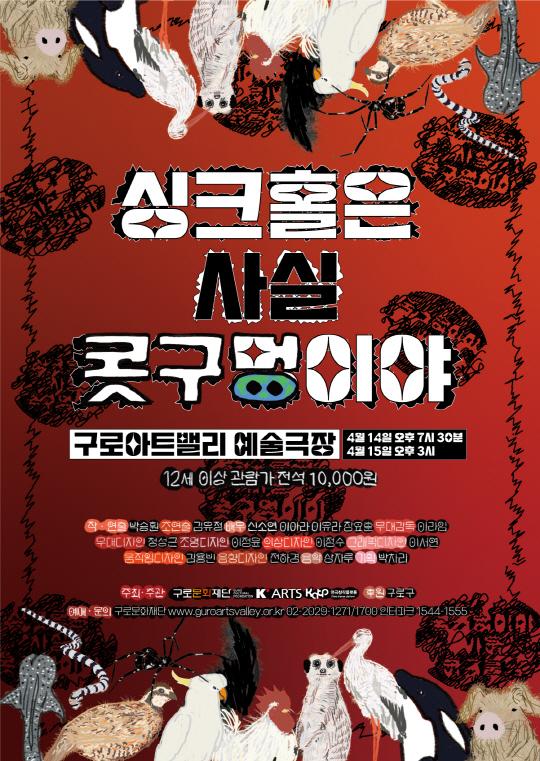 싱크홀은
사실
콧구멍이야
구로아트밸리 예술극장
4월 14일 오후 7시 30분
4월 15일 오후 3시
12세 이상 관람가 전석 10,000원
작·연출 박승원 조연출 김유정 배우 신소연 이아라 이유라 장요훈 무대감독 이라임
무대디자인 정성근 조명디자인 이정윤 의상디자인 이정수 그래픽디자인 이서연
움직임디자인 김용빈 음향디자인 전하경 음악 상자루 기획 박지리
주최·주관 구로문화재단 K'ARTS 후원 구로구
예매·문의 구로문화재단 www.guroartsvalley.or.kr 02-2029-1271/1700 인터파크 1544-1555